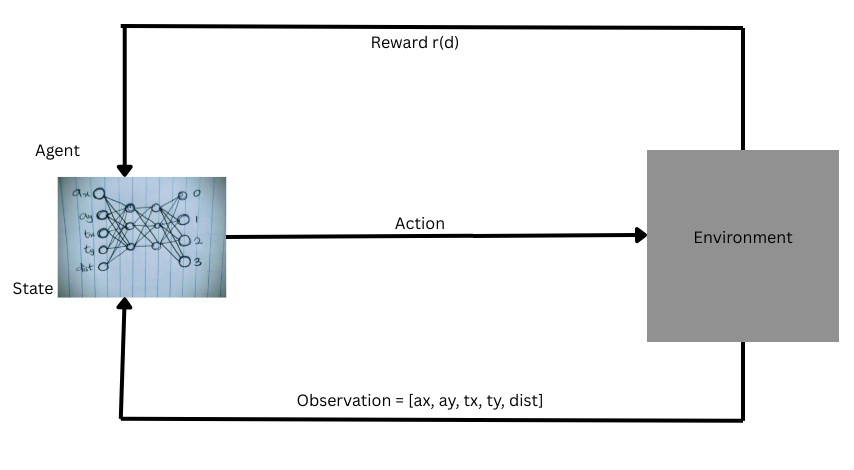 Reward r(d)
Agent
ax
ay
tx
ty
dist
0
1
2
3
Action
Environment
State
Observation = [ax, ay, tx, ty, dist]